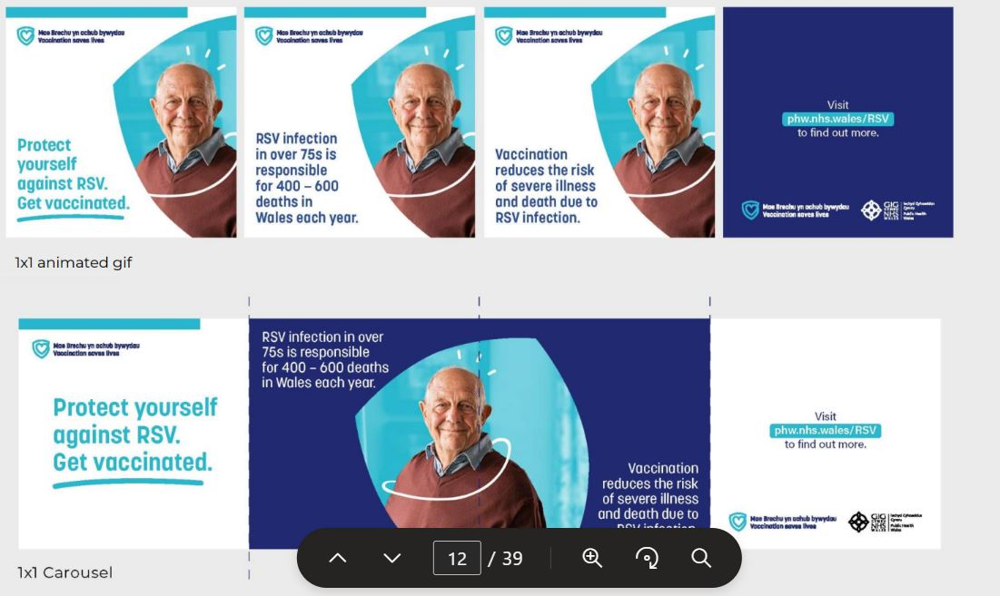 Mae Brechu yn achub bywydau
Vaccination saves lives
Protect
yourself
against RSV.
Get vaccinated.
Mae Brechu yn achub bywydau
Vaccination saves lives
RSV infection
in over 75s is
responsible
for 400 – 600
deaths in
Wales each year.
Mae Brechu yn achub bywydau
Vaccination saves lives
Vaccination
reduces the risk
of severe illness
and death due to
RSV infection.
Visit
phw.nhs.wales/RSV
to find out more.
Mae Brechu yn achub bywydau
Vaccination saves lives
GIG
CYMRU
NHS
WALES
Iechyd Cyhoeddus
Cymru
Public Health
Wales
1x1 animated gif
Mae Brechu yn achub bywydau
Vaccination saves lives
Protect yourself
against RSV.
Get vaccinated.
RSV infection in over
75s is responsible
for 400 – 600 deaths
in Wales each year.
Vaccination
reduces the risk
of severe illness
and death due to
RSV infection.
Visit
phw.nhs.wales/RSV
to find out more.
Mae Brechu yn achub bywydau
Vaccination saves lives
GIG
CYMRU
NHS
WALES
Iechyd Cyhoeddus
Cymru
Public Health
Wales
1x1 Carousel
12 / 39